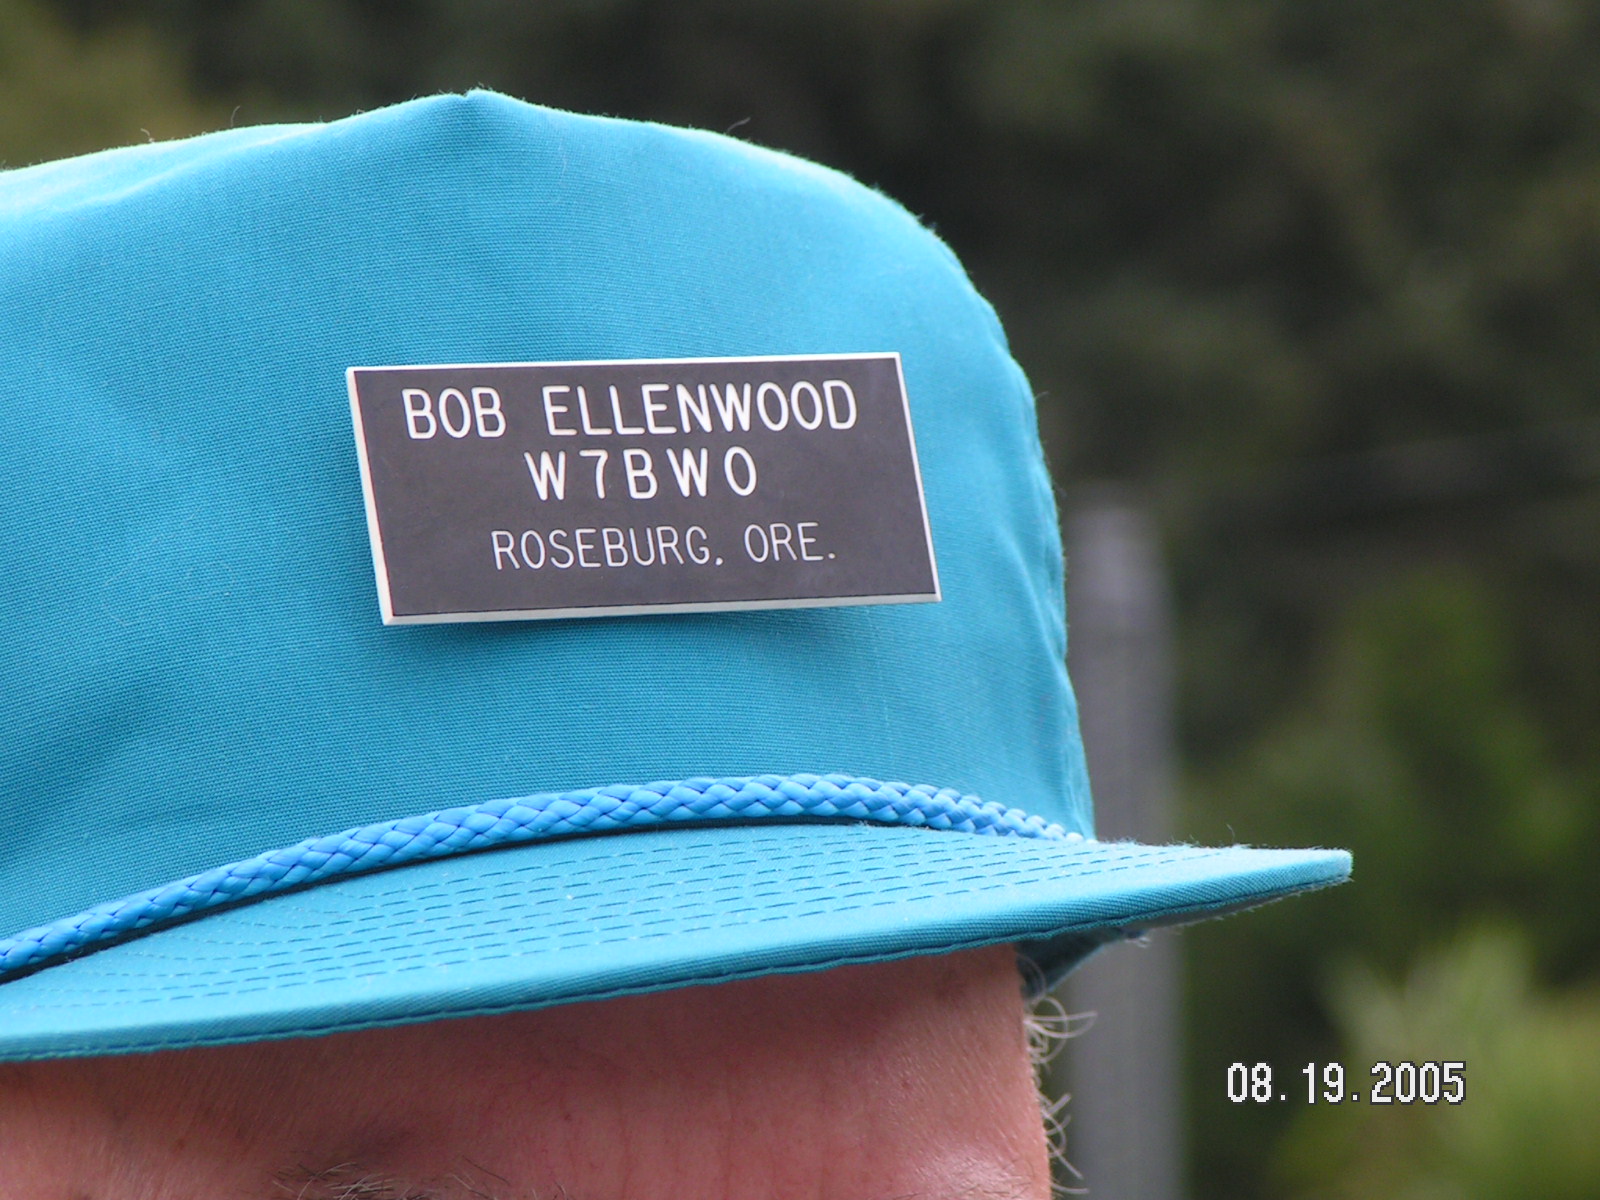 BOB ELLENWOOD
W7BWO
ROSEBURG, ORE.
08.19.2005